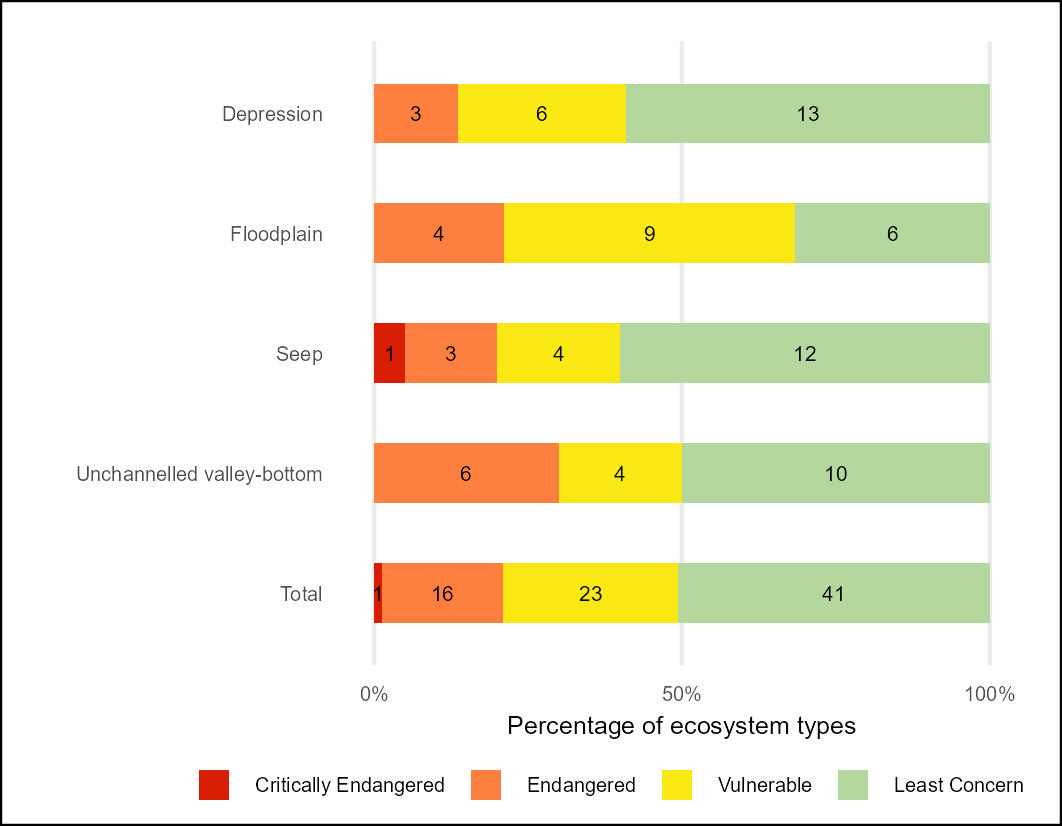 Depression 3 6 13
Floodplain 4 9 6
Seep 1 3 4 12
Unchannelled valley-bottom 6 4 10
Total 1 16 23 41
0% 50% 100%
Percentage of ecosystem types
Critically Endangered Endangered Vulnerable Least Concern